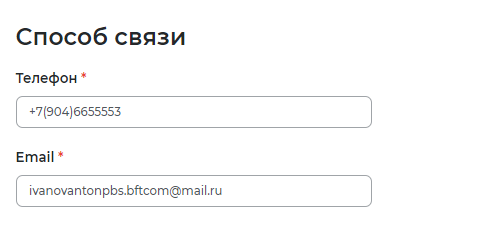 Способ связи
Телефон *
+7(904)6655553
Email *
ivanovantonpbs.bftcom@mail.ru